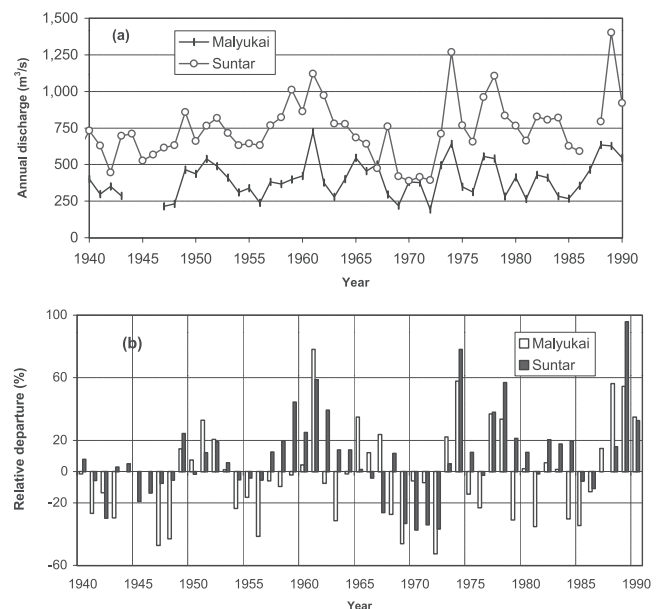 (a)
Malyukai
Suntar
Annual discharge (m³/s)
1,500
1,250
1,000
750
500
250
0
1940 1945 1950 1955 1960 1965 1970 1975 1980 1985 1990
Year
(b)
Malyukai
Suntar
Relative departure (%)
100
60
20
-20
-60
1940 1945 1950 1955 1960 1965 1970 1975 1980 1985 1990
Year